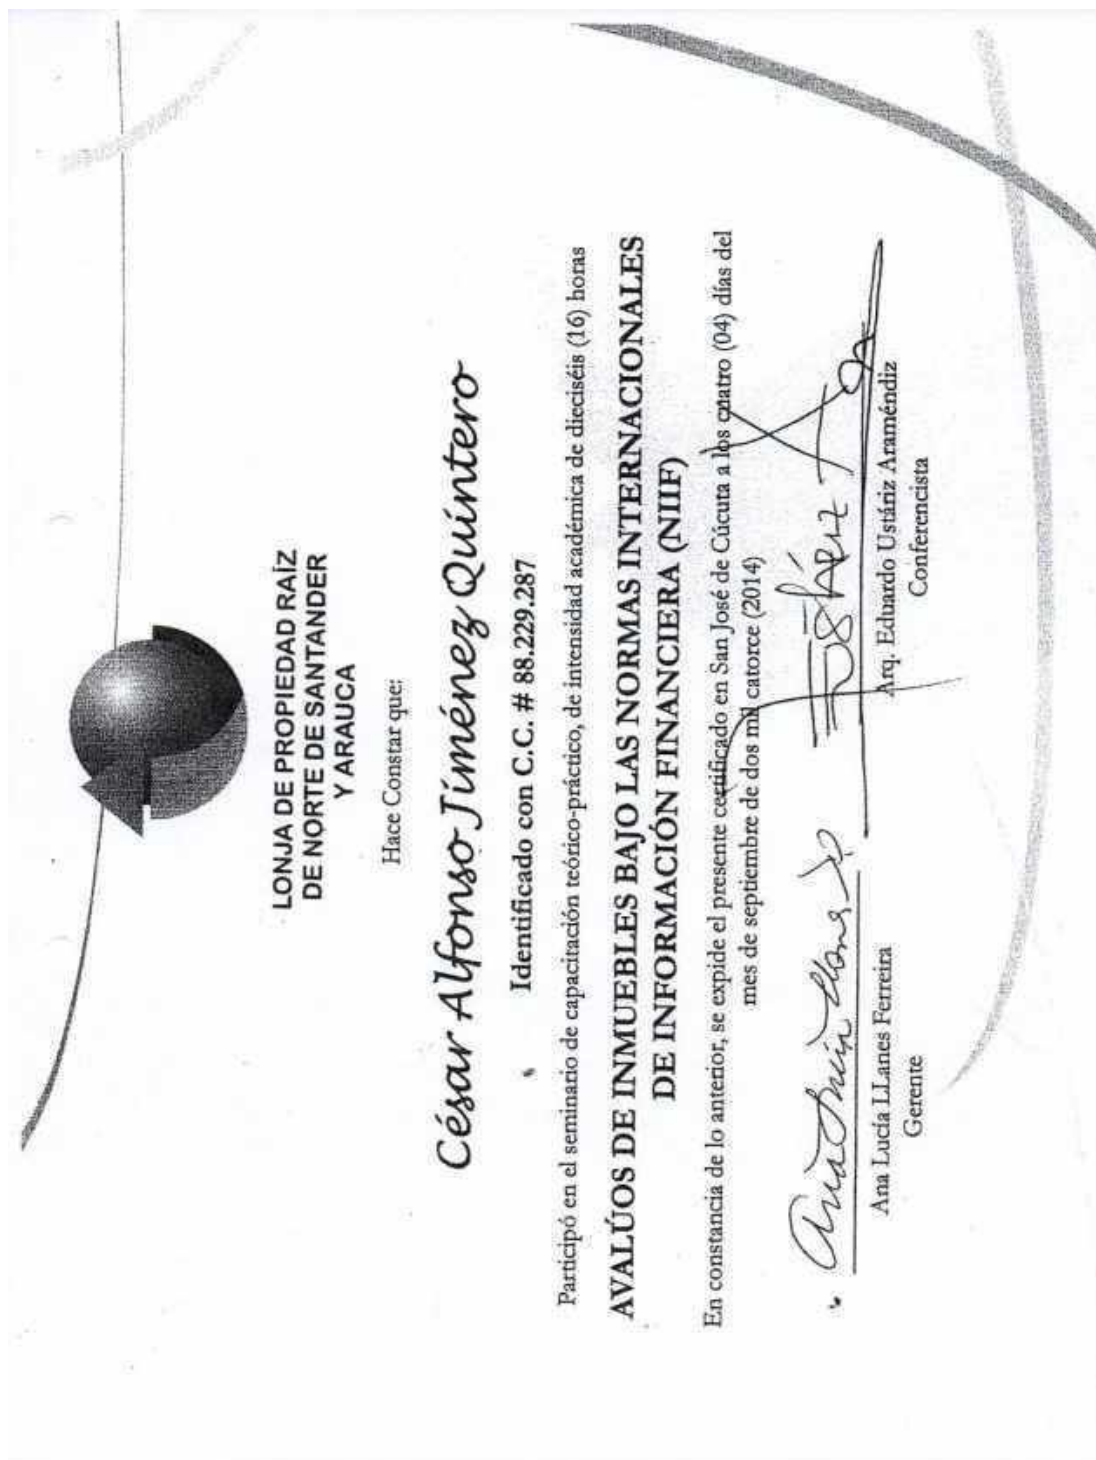 LONJA DE PROPIEDAD RAÍZ
DE NORTE DE SANTANDER
Y ARAUCA
Hace Constar que:
César Alfonso Jiménez Quintero
Identificado con C.C. # 88.229.287
Participó en el seminario de capacitación teórico-práctico, de intensidad académica de dieciséis (16) horas
AVALÚOS DE INMUEBLES BAJO LAS NORMAS INTERNACIONALES
DE INFORMACIÓN FINANCIERA (NIIF)
En constancia de lo anterior, se expide el presente certificado en San José de Cúcuta a los cuatro (04) días del
mes de septiembre de dos mil catorce (2014)
Ana Lucía LLanes Ferreira
Gerente
Arq. Eduardo Ustáriz Araméndiz
Conferencista